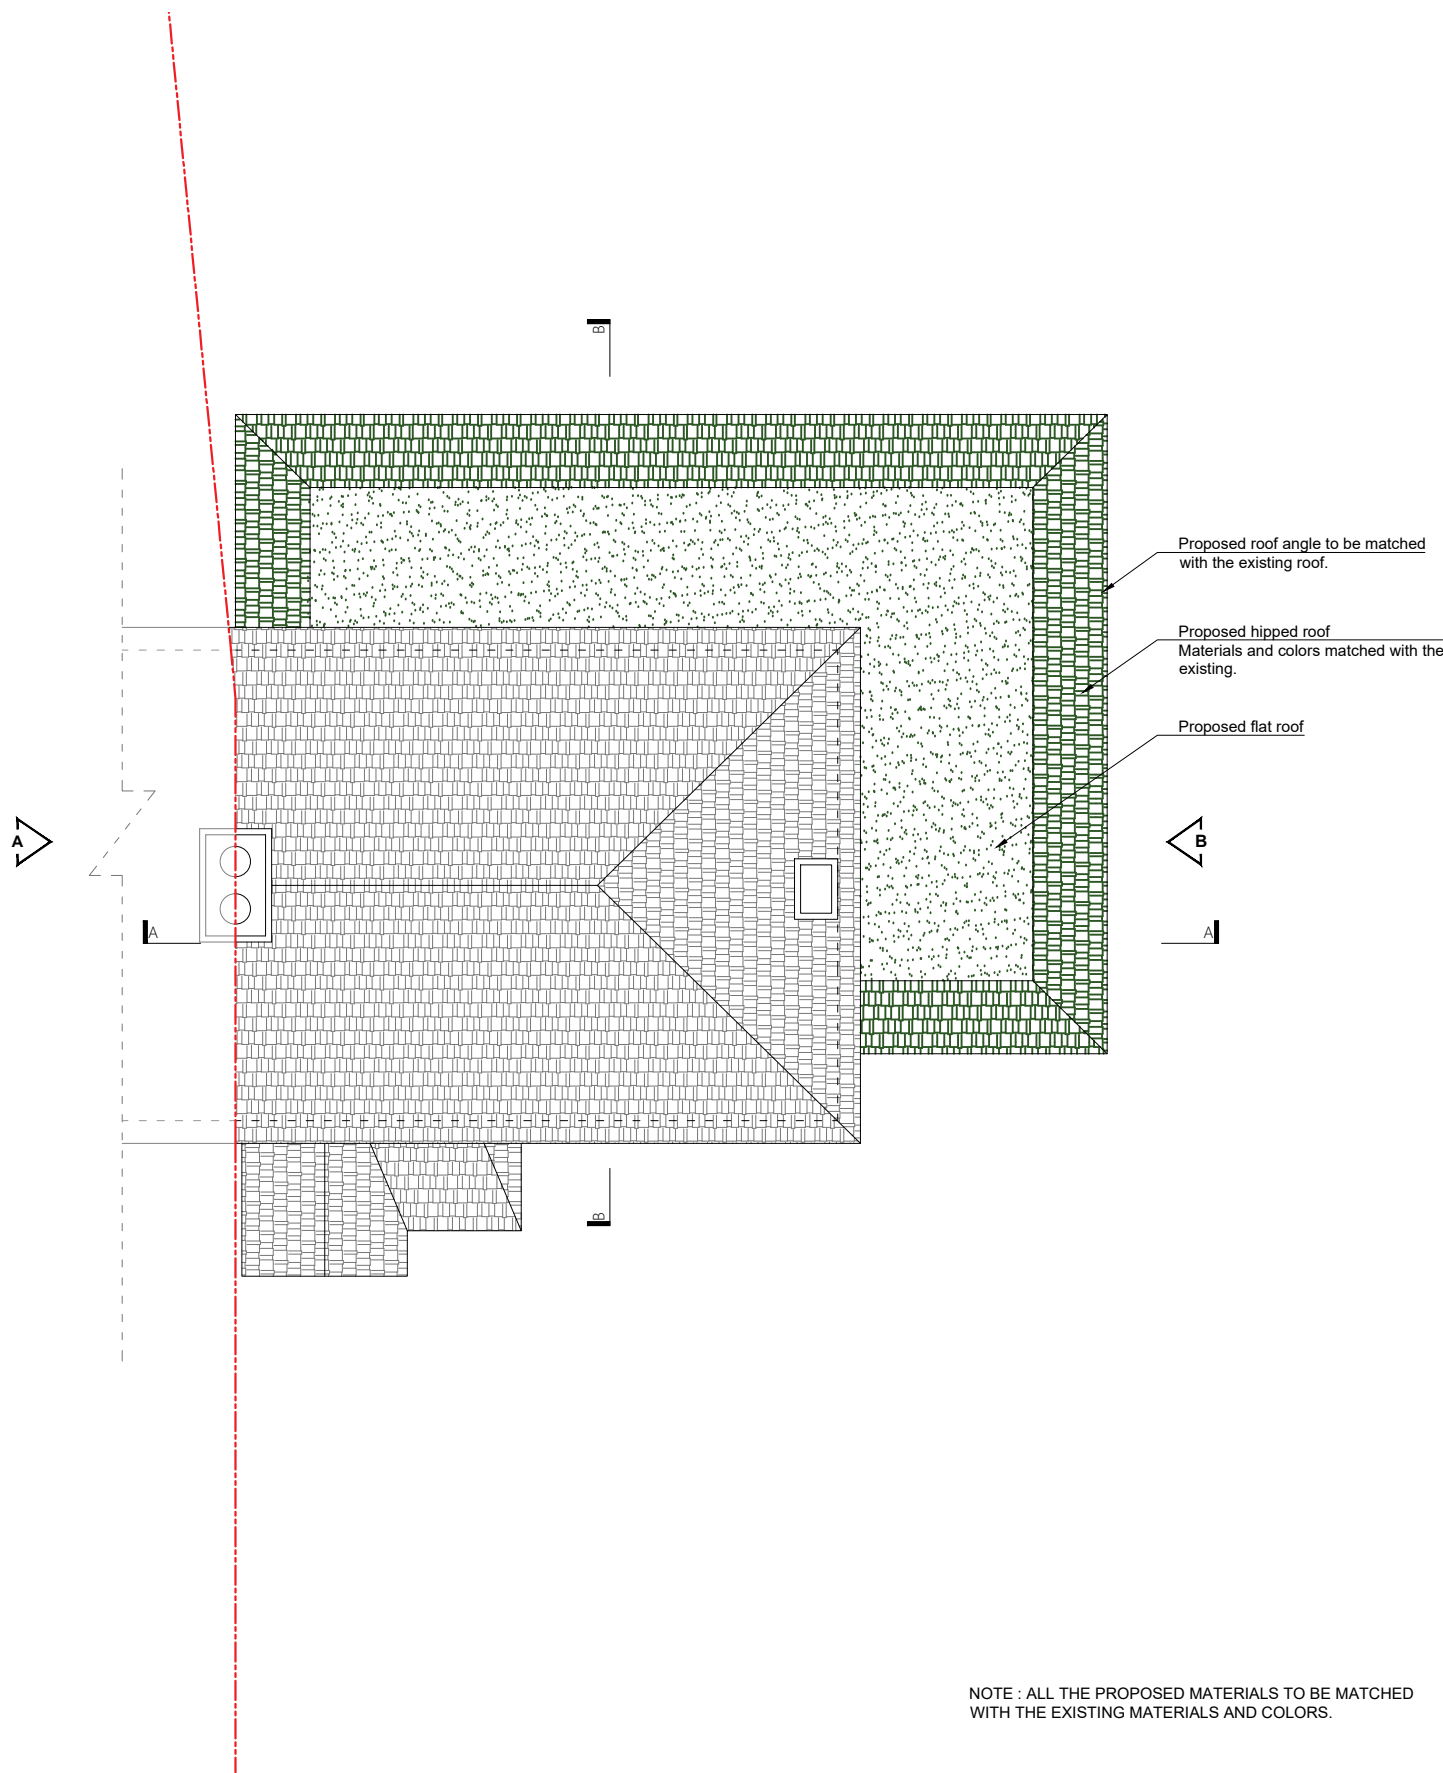 B
Proposed roof angle to be matched
with the existing roof.
Proposed hipped roof
Materials and colors matched with the
existing.
Proposed flat roof
A
B
A
A
B
NOTE : ALL THE PROPOSED MATERIALS TO BE MATCHED
WITH THE EXISTING MATERIALS AND COLORS.